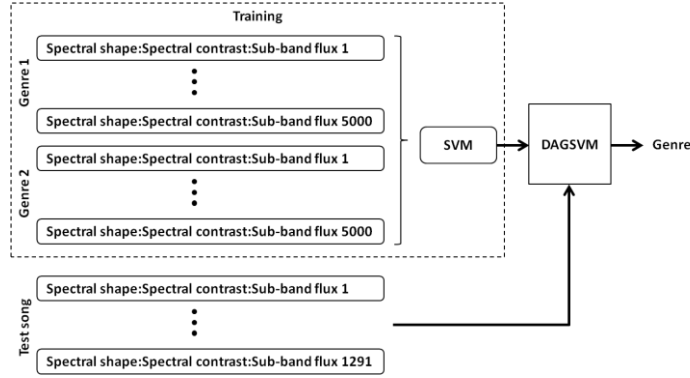 Training
Genre 1
Spectral shape:Spectral contrast:Sub-band flux 1
Spectral shape:Spectral contrast:Sub-band flux 5000
Genre 2
Spectral shape:Spectral contrast:Sub-band flux 1
Spectral shape:Spectral contrast:Sub-band flux 5000
SVM
DAGSVM
Genre
Test song
Spectral shape:Spectral contrast:Sub-band flux 1
Spectral shape:Spectral contrast:Sub-band flux 1291